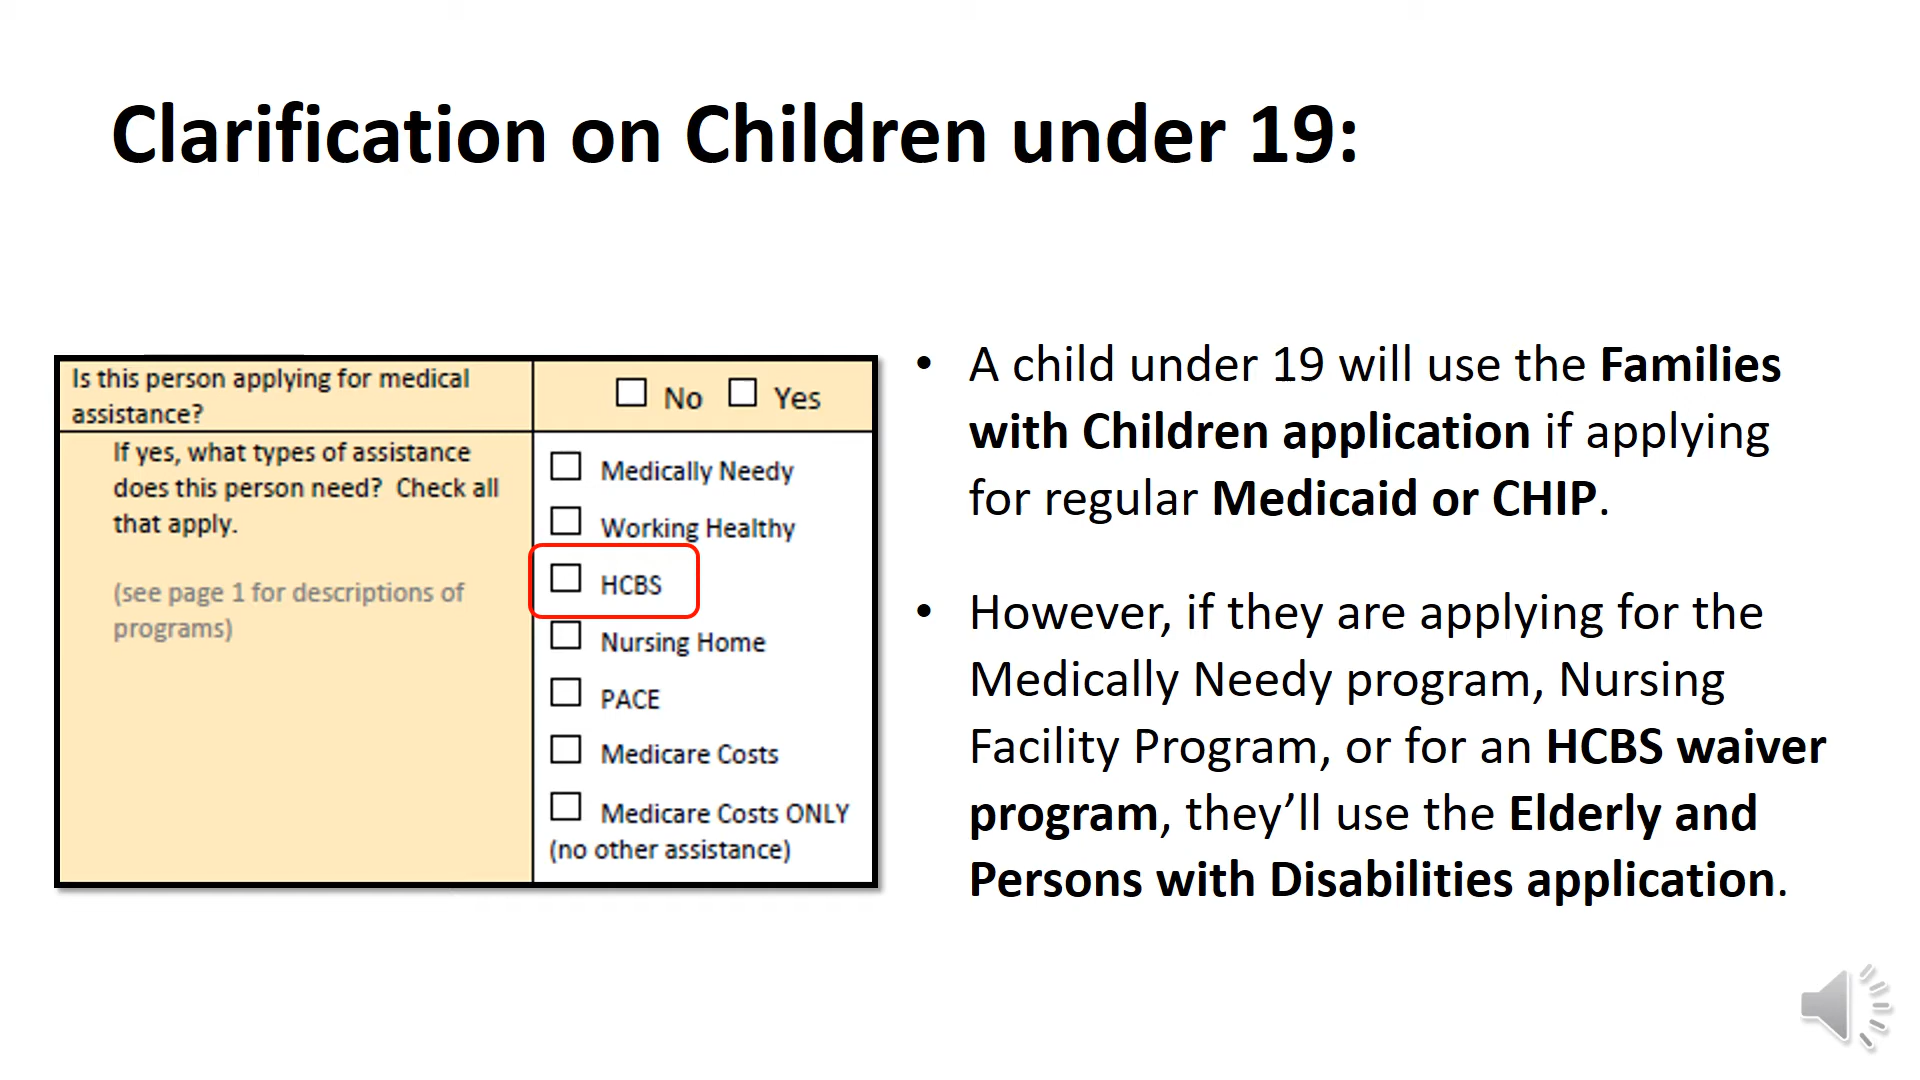 Clarification on Children under 19:
Is this person applying for medical
assistance?
No Yes
If yes, what types of assistance
does this person need? Check all
that apply.
(see page 1 for descriptions of
programs)
Medically Needy
Working Healthy
HCBS
Nursing Home
PACE
Medicare Costs
Medicare Costs ONLY
(no other assistance)
• A child under 19 will use the Families
with Children application if applying
for regular Medicaid or CHIP.
• However, if they are applying for the
Medically Needy program, Nursing
Facility Program, or for an HCBS waiver
program, they’ll use the Elderly and
Persons with Disabilities application.